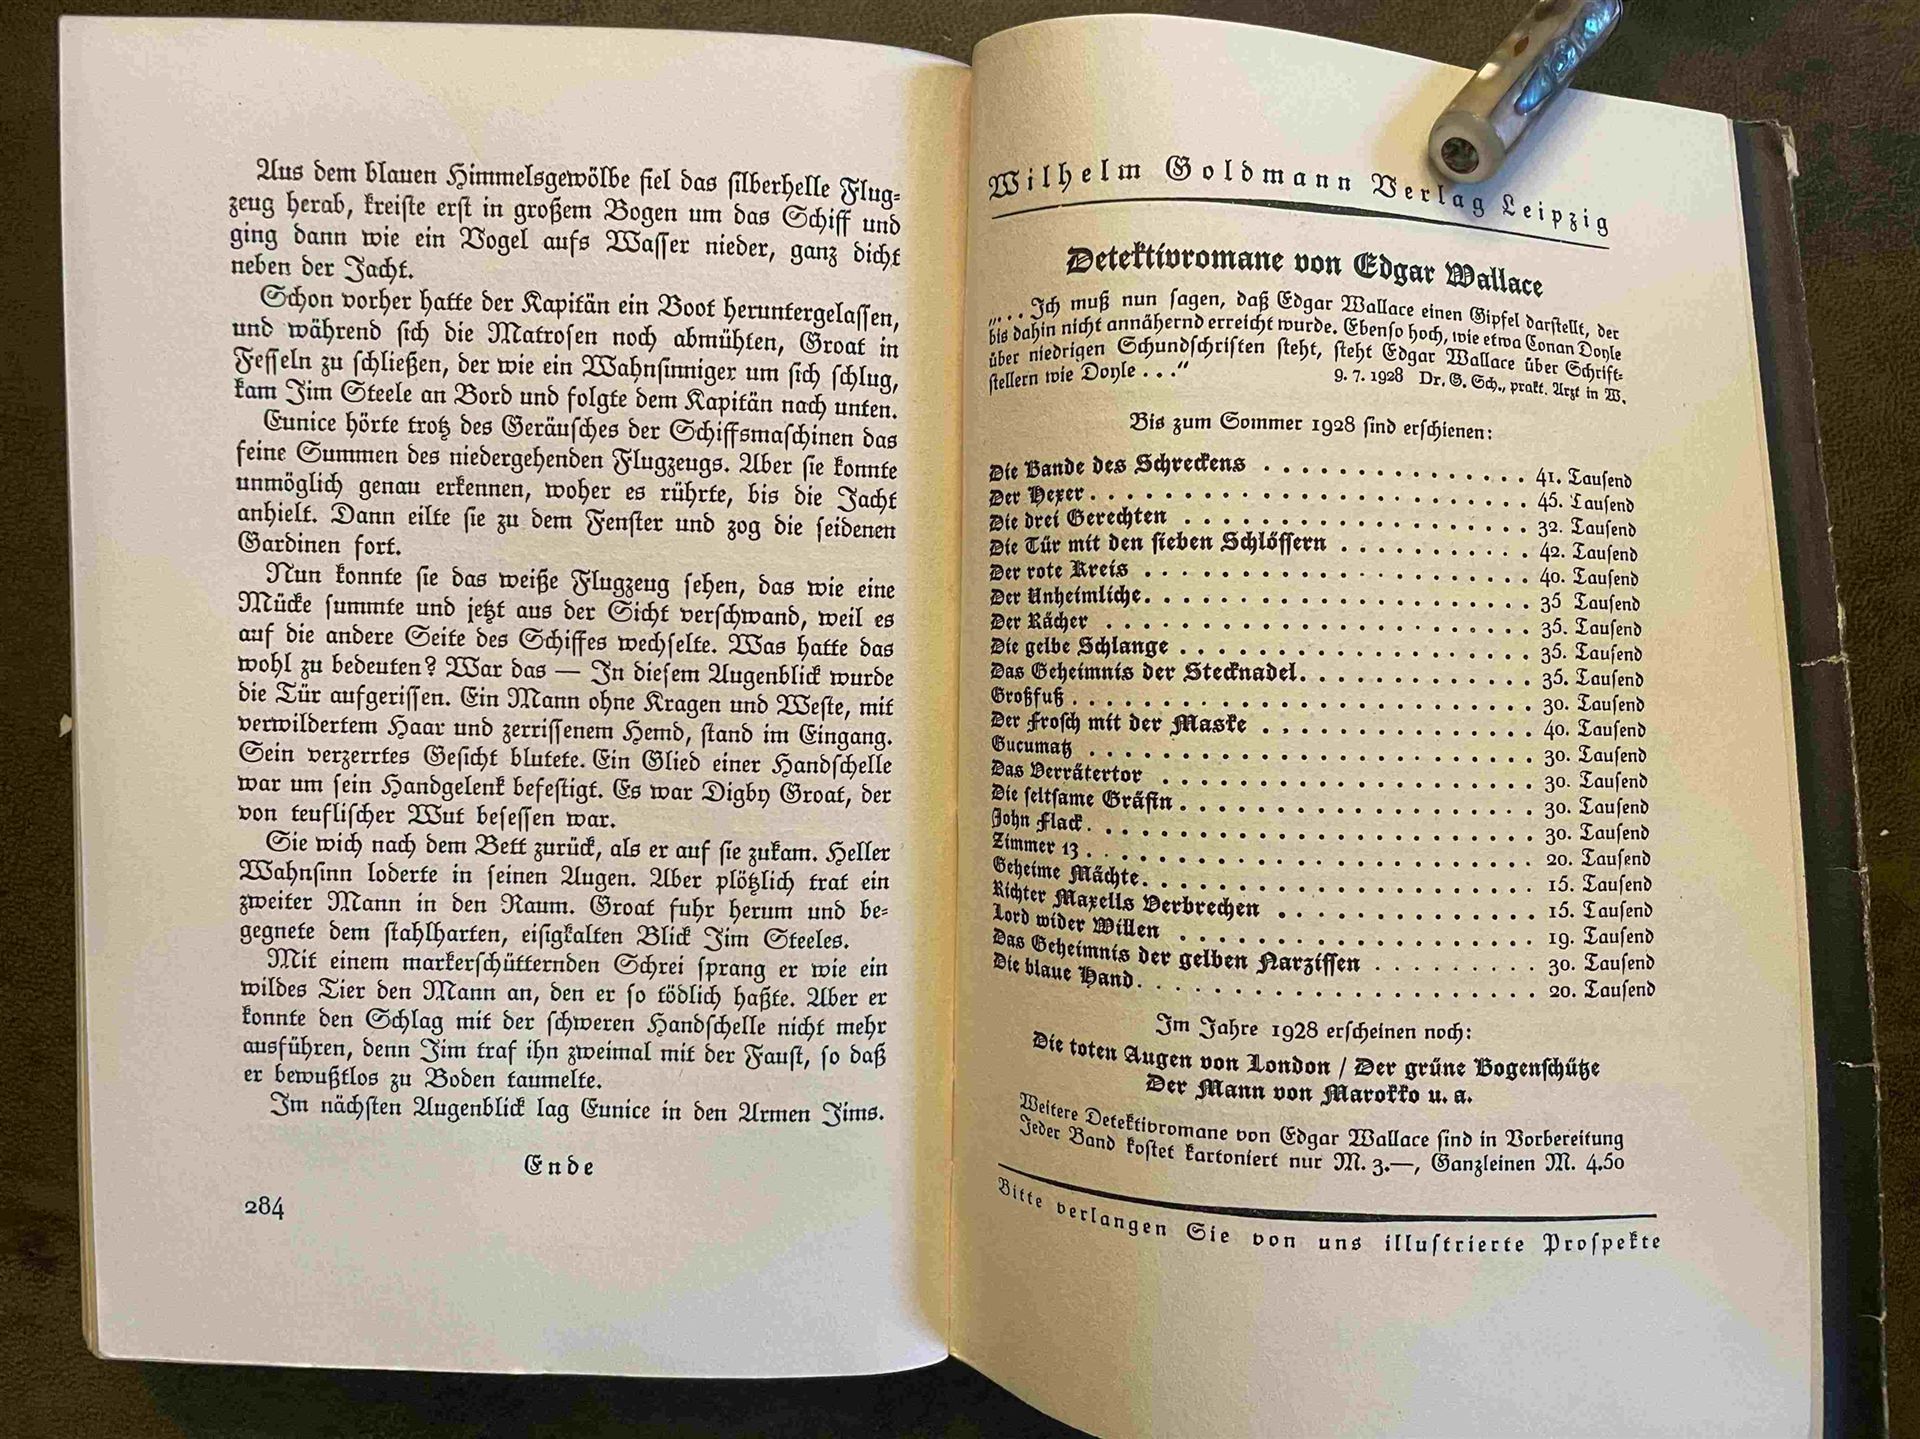 Aus dem blauen Himmelsgewölbe fiel das silberhelle Flug-
zeug herab, kreiste erst in großem Bogen um das Schiff und
ging dann wie ein Vogel aufs Wasser nieder, ganz dicht
neben der Jacht.
Schon vorher hatte der Kapitän ein Boot heruntergelassen,
und während sich die Matrosen noch abmühten, Groat in
Fesseln zu schließen, der wie ein Wahnsinniger um sich schlug,
kam Jim Steele an Bord und folgte dem Kapitän nach unten.
Eunice hörte trotz des Geräusches der Schiffsmaschinen das
feine Summen des niedergehenden Flugzeugs. Aber sie konnte
unmöglich genau erkennen, woher es rührte, bis die Jacht
anhielt. Dann eilte sie zu dem Fenster und zog die seidenen
Gardinen fort.
Nun konnte sie das weiße Flugzeug sehen, das wie eine
Mücke summte und jetzt aus der Sicht verschwand, weil es
auf die andere Seite des Schiffes wechselte. Was hatte das
wohl zu bedeuten? War das — In diesem Augenblick wurde
die Tür aufgerissen. Ein Mann ohne Kragen und Weste, mit
verwildertem Haar und zerrissenem Hemd, stand im Eingang.
Sein verzerrtes Gesicht blutete. Ein Glied einer Handschelle
war um sein Handgelenk befestigt. Es war Digby Groat, der
von teuflischer Wut besessen war.
Sie wich nach dem Bett zurück, als er auf sie zukam. Heller
Wahnsinn loderte in seinen Augen. Aber plötzlich trat ein
zweiter Mann in den Raum. Groat fuhr herum und be-
gegnete dem stahlharten, eisigkalten Blick Jim Steeles.
Mit einem markerschütternden Schrei sprang er wie ein
wildes Tier den Mann an, den er so tödlich haßte. Aber er
konnte den Schlag mit der schweren Handschelle nicht mehr
ausführen, denn Jim traf ihn zweimal mit der Faust, so daß
er bewußtlos zu Boden taumelte.
Im nächsten Augenblick lag Eunice in den Armen Jims.
Ende
284
Wilhelm Goldmann Verlag Leipzig
Detektivromane von Edgar Wallace
„... Ich muß nun sagen, daß Edgar Wallace einen Gipfel darstellt, der
bis dahin nicht annähernd erreicht wurde. Ebenso hoch, wie etwa Conan Doyle
über niedrigen Schundschriften steht, steht Edgar Wallace über Schrift-
stellern wie Doyle ...“ 9. 7. 1928 Dr. G. Sch., prakt. Arzt in W.
Bis zum Sommer 1928 sind erschienen:
Die Bande des Schreckens . . . . . . . . . . . . . . 41. Tausend
Der Hexer . . . . . . . . . . . . . . . . . . . . . . 45. Tausend
Die drei Gerechten . . . . . . . . . . . . . . . . . . 32. Tausend
Die Tür mit den sieben Schlössern . . . . . . . . . . 42. Tausend
Der rote Kreis . . . . . . . . . . . . . . . . . . . . 40. Tausend
Der Unheimliche . . . . . . . . . . . . . . . . . . . 35 Tausend
Der Rächer . . . . . . . . . . . . . . . . . . . . . . 35. Tausend
Die gelbe Schlange . . . . . . . . . . . . . . . . . . 35. Tausend
Das Geheimnis der Stecknadel . . . . . . . . . . . . . 35. Tausend
Großfuß . . . . . . . . . . . . . . . . . . . . . . . 30. Tausend
Der Frosch mit der Maske . . . . . . . . . . . . . . . 40. Tausend
Gucumatz . . . . . . . . . . . . . . . . . . . . . . . 30. Tausend
Das Verrätertor . . . . . . . . . . . . . . . . . . . 30. Tausend
Die seltsame Gräfin . . . . . . . . . . . . . . . . . 30. Tausend
John Flack . . . . . . . . . . . . . . . . . . . . . . 30. Tausend
Zimmer 13 . . . . . . . . . . . . . . . . . . . . . . 20. Tausend
Geheime Mächte . . . . . . . . . . . . . . . . . . . . 15. Tausend
Richter Maxells Verbrechen . . . . . . . . . . . . . . 15. Tausend
Lord wider Willen . . . . . . . . . . . . . . . . . . 19. Tausend
Das Geheimnis der gelben Narzissen . . . . . . . . . . 30. Tausend
Die blaue Hand . . . . . . . . . . . . . . . . . . . . 20. Tausend
Im Jahre 1928 erscheinen noch:
Die toten Augen von London / Der grüne Bogenschütze
Der Mann von Marokko u. a.
Weitere Detektivromane von Edgar Wallace sind in Vorbereitung
Jeder Band kostet kartoniert nur M. 3.—, Ganzleinen M. 4.50
Bitte verlangen Sie von uns illustrierte Prospekte